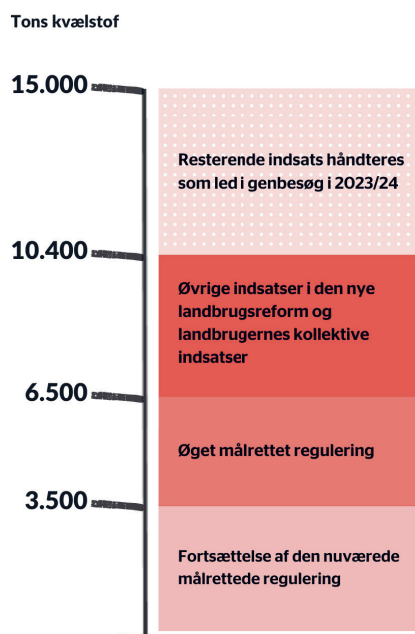 Tons kvælstof
15.000
Resterende indsats håndteres
som led i genbesøg i 2023/24
10.400
Øvrige indsatser i den nye
landbrugsreform og
landbrugernes kollektive
indsatser
6.500
Øget målrettet regulering
3.500
Fortsættelse af den nuværede
målrettede regulering